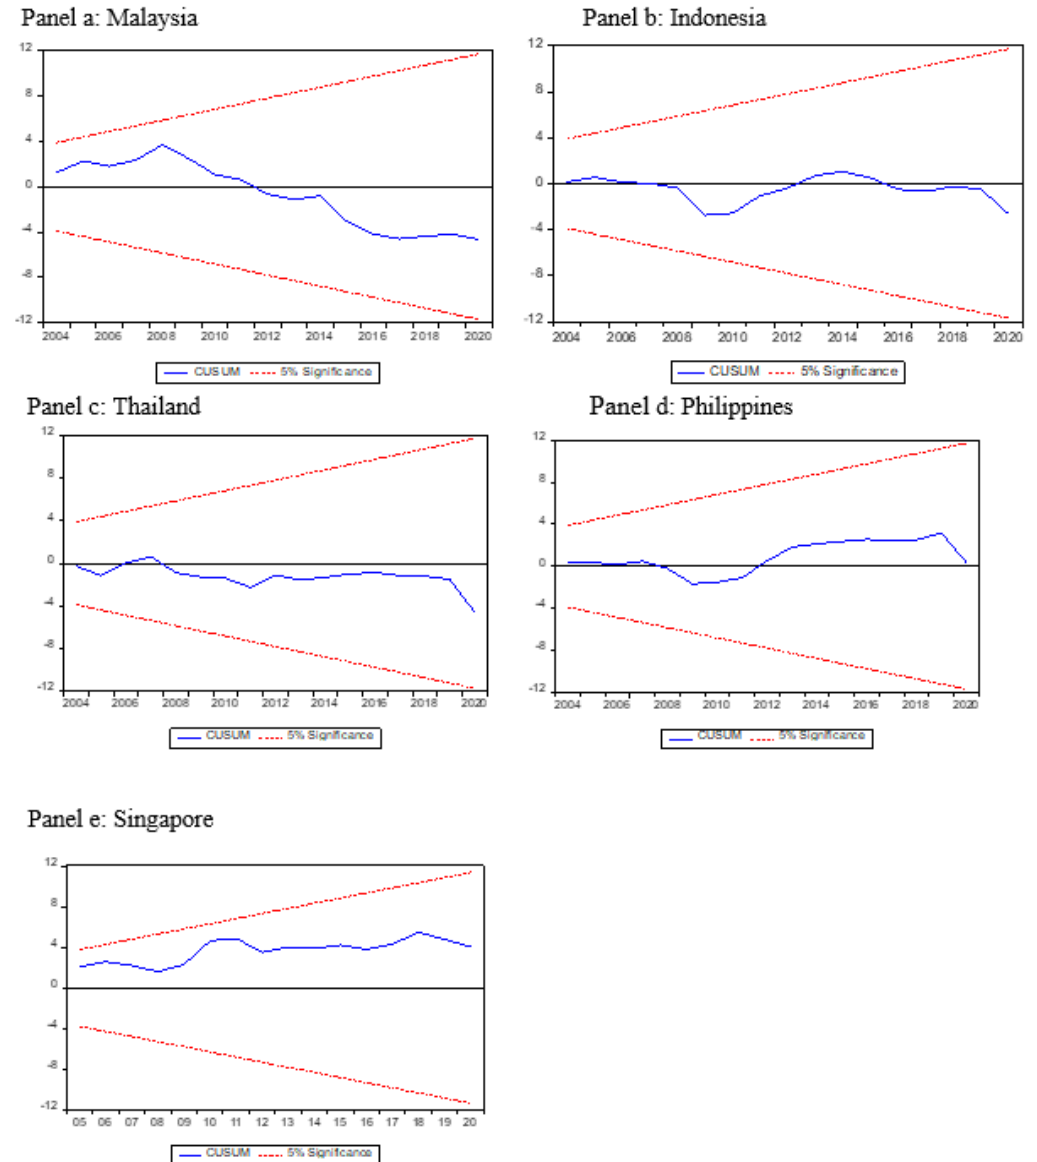 Panel a: Malaysia
Panel b: Indonesia
12
8
4
0
-4
-8
-12
2004 2006 2008 2010 2012 2014 2016 2018 2020
CUSUM 5% Significance
12
8
4
0
-4
-8
-12
2004 2006 2008 2010 2012 2014 2016 2018 2020
CUSUM 5% Significance
Panel c: Thailand
Panel d: Philippines
12
8
4
0
-4
-8
-12
2004 2006 2008 2010 2012 2014 2016 2018 2020
CUSUM 5% Significance
12
8
4
0
-4
-8
-12
2004 2006 2008 2010 2012 2014 2016 2018 2020
CUSUM 5% Significance
Panel e: Singapore
12
8
4
0
-4
-8
-12
05 06 07 08 09 10 11 12 13 14 15 16 17 18 19 20
CUSUM 5% Significance